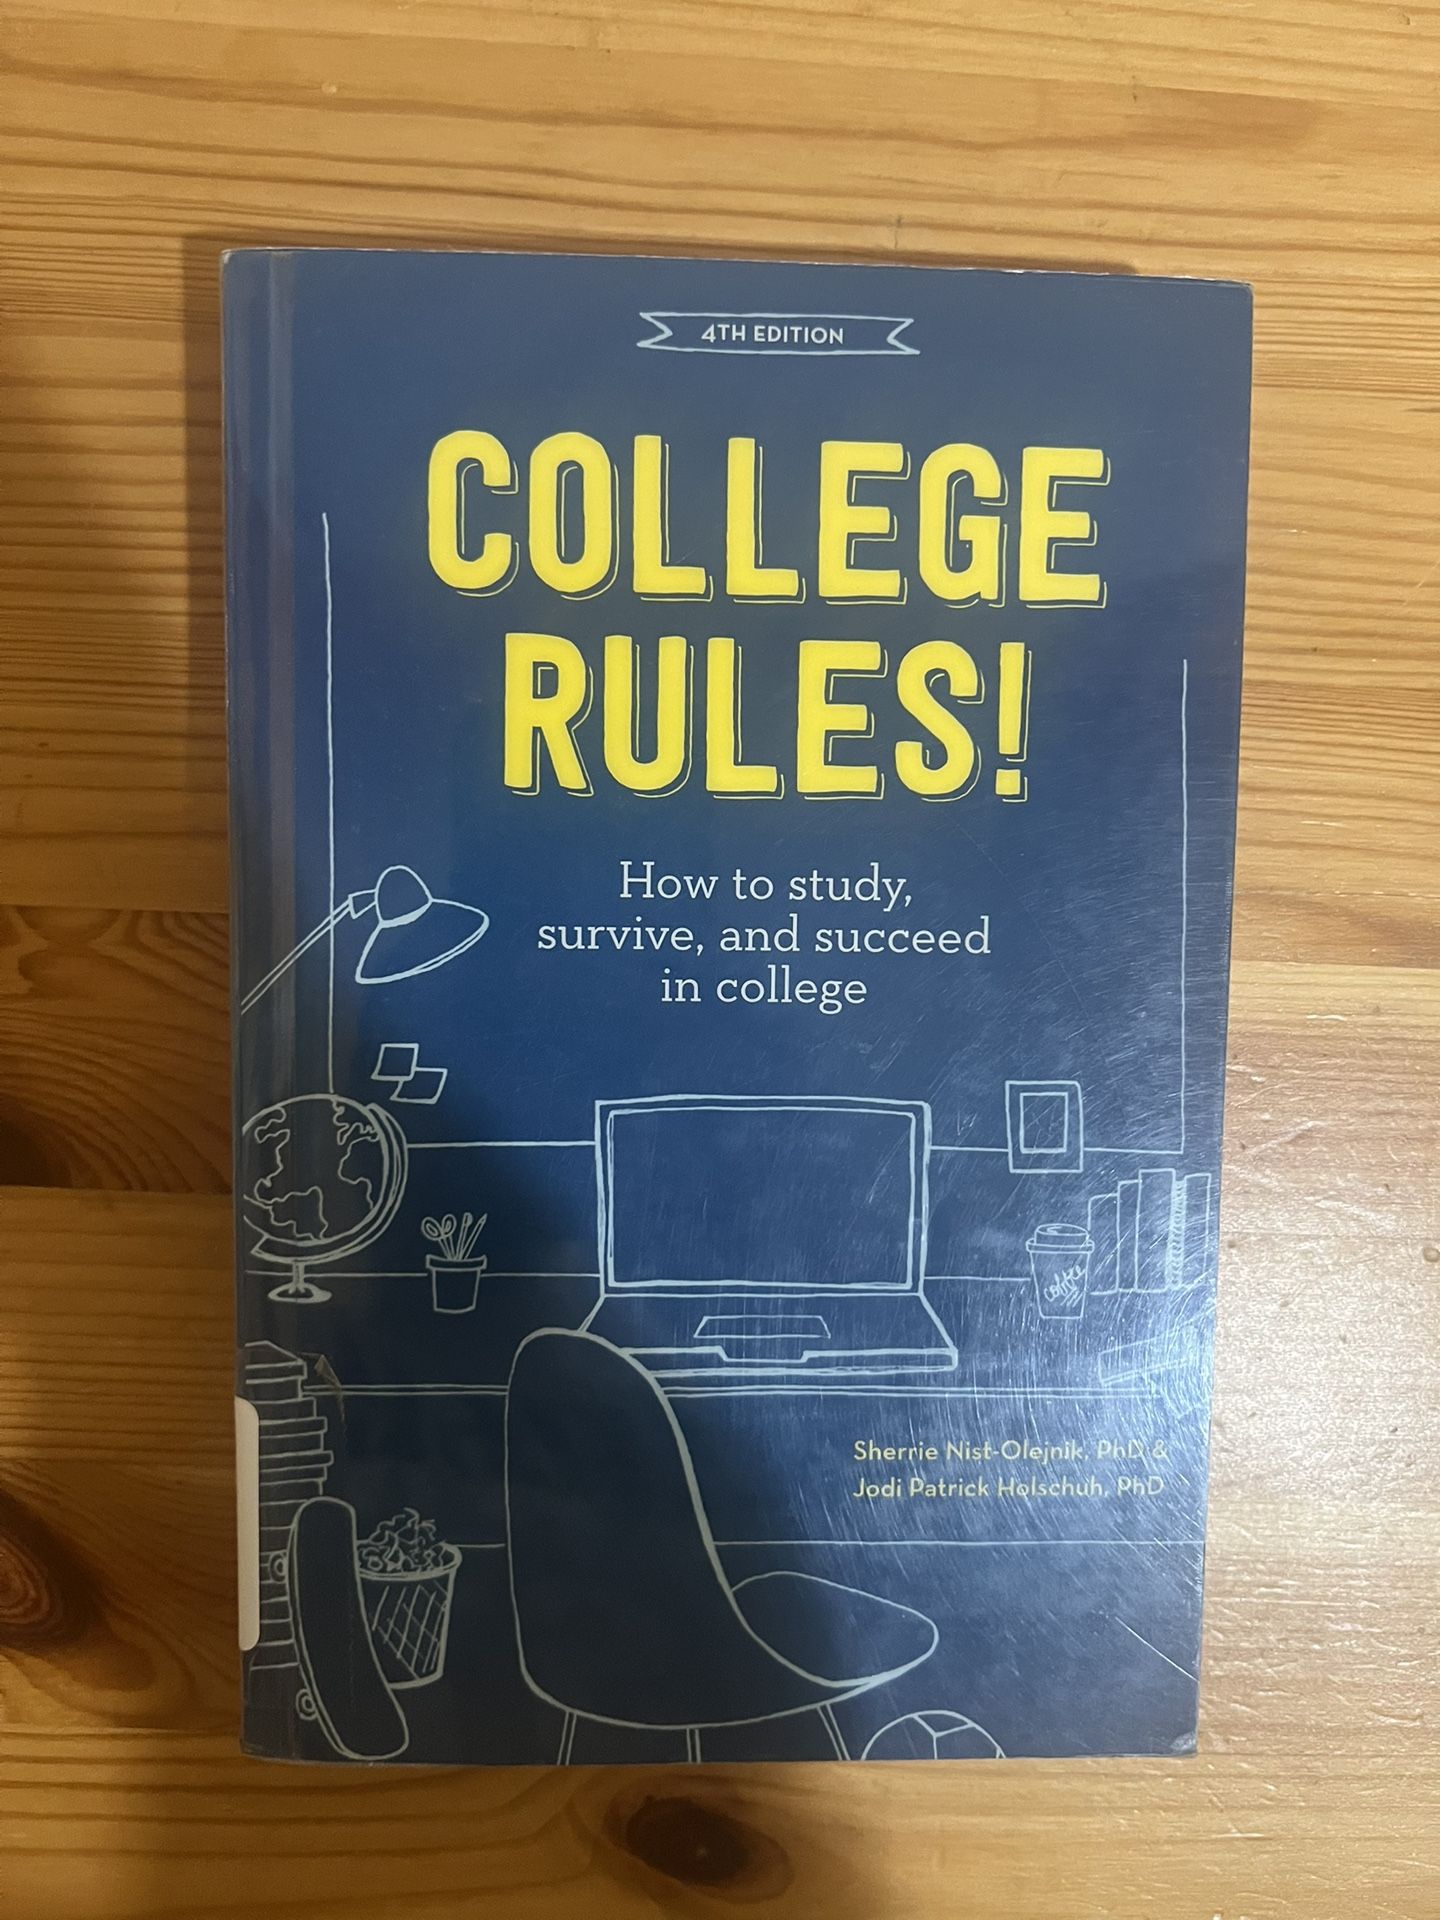 4TH EDITION
COLLEGE
RULES!
How to study,
survive, and succeed
in college
coffee
Sherrie Nist-Olejnik, PhD &
Jodi Patrick Holschuh, PhD